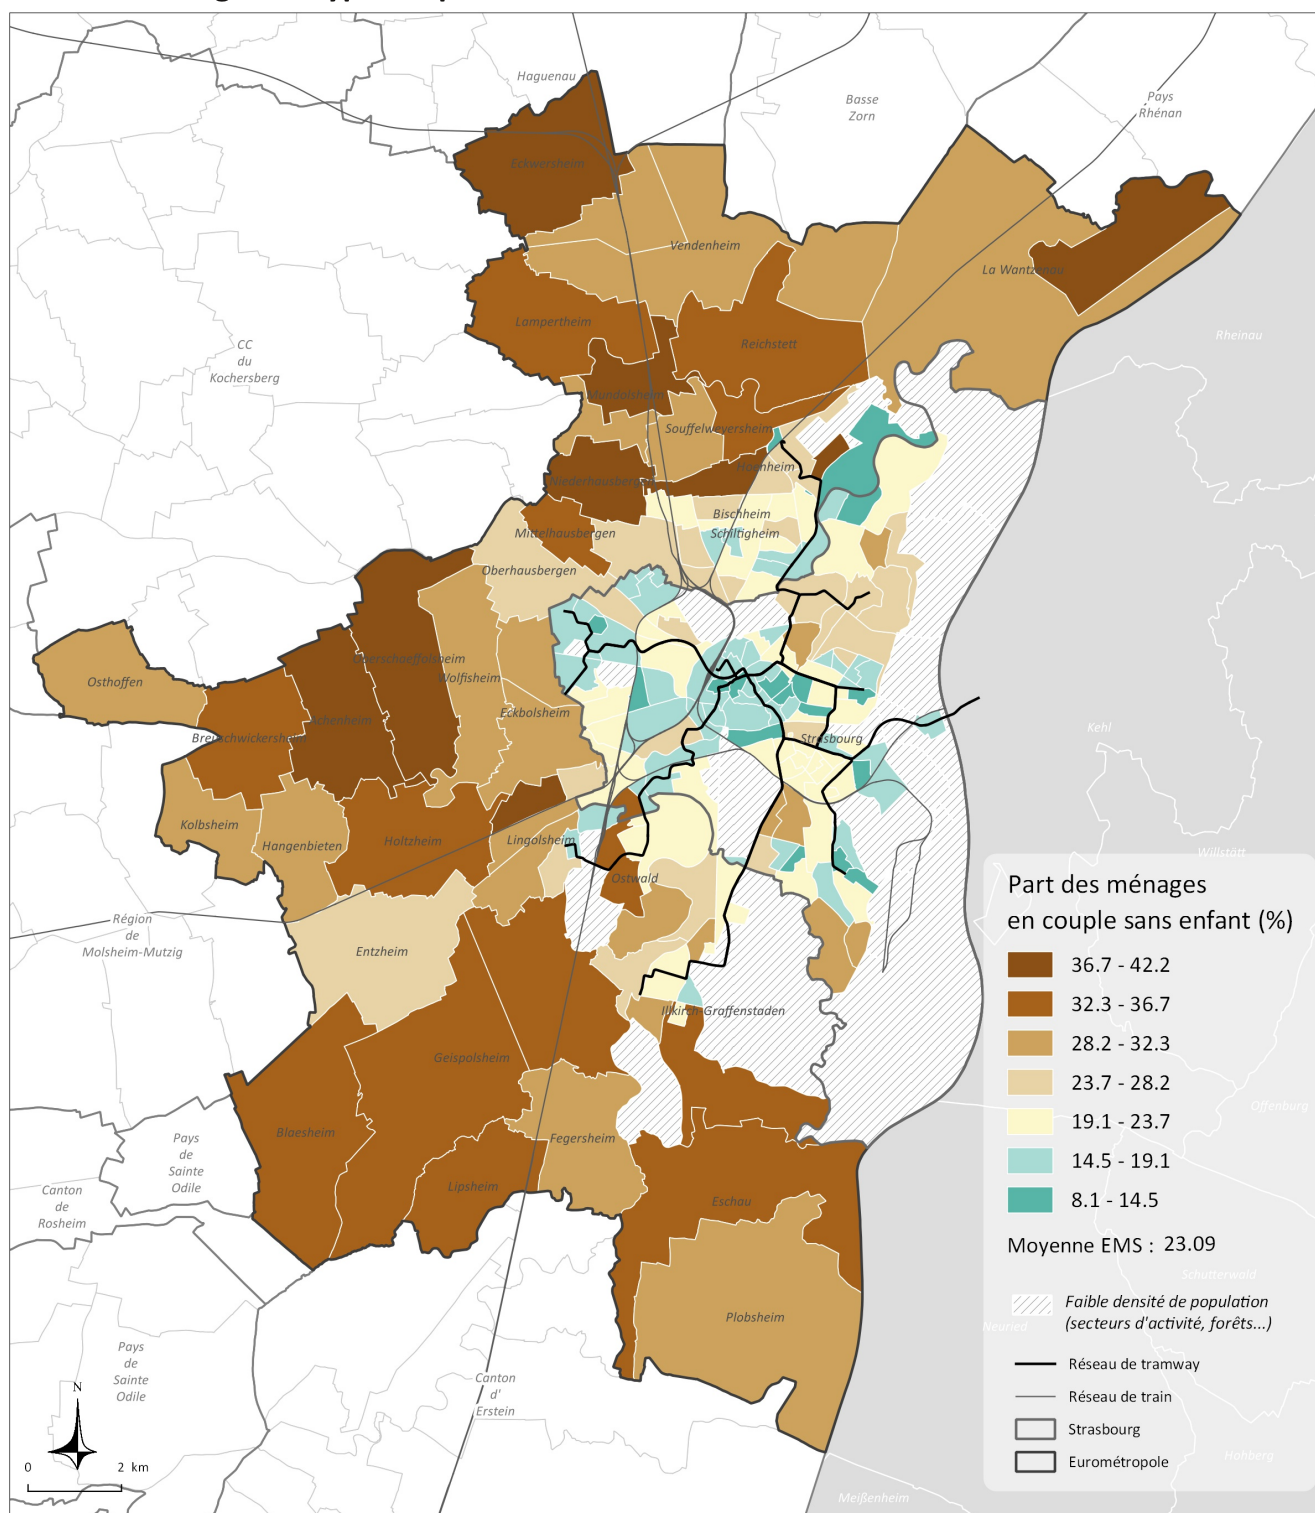 Haguenau
Basse
Zorn
Pays
Rhénan
Eckwersheim
Vendenheim
La Wantzenau
Lampertheim
Reichstett
Rheinau
CC
du
Kochersberg
Mundolsheim
Souffelweyersheim
Hoenheim
Niederhausbergen
Bischheim
Mittelhausbergen
Schiltigheim
Oberhausbergen
Oberschaeffolsheim
Wolfisheim
Osthoffen
Eckbolsheim
Achenheim
Breuschwickersheim
Strasbourg
Kehl
Kolbsheim
Hangenbieten
Holtzheim
Lingolsheim
Willstätt
Ostwald
Région
de
Molsheim-Mutzig
Entzheim
Illkirch-Graffenstaden
Geispolsheim
Offenburg
Blaesheim
Fegersheim
Pays
de
Sainte
Odile
Canton
de
Rosheim
Lipsheim
Eschau
Schutterwald
Neuried
Plobsheim
Pays
de
Sainte
Odile
Canton
d'
Erstein
Hohberg
Meißenheim
Part des ménages
en couple sans enfant (%)
36.7 - 42.2
32.3 - 36.7
28.2 - 32.3
23.7 - 28.2
19.1 - 23.7
14.5 - 19.1
8.1 - 14.5
Moyenne EMS : 23.09
Faible densité de population
(secteurs d'activité, forêts...)
Réseau de tramway
Réseau de train
Strasbourg
Eurométropole
N
0 2 km